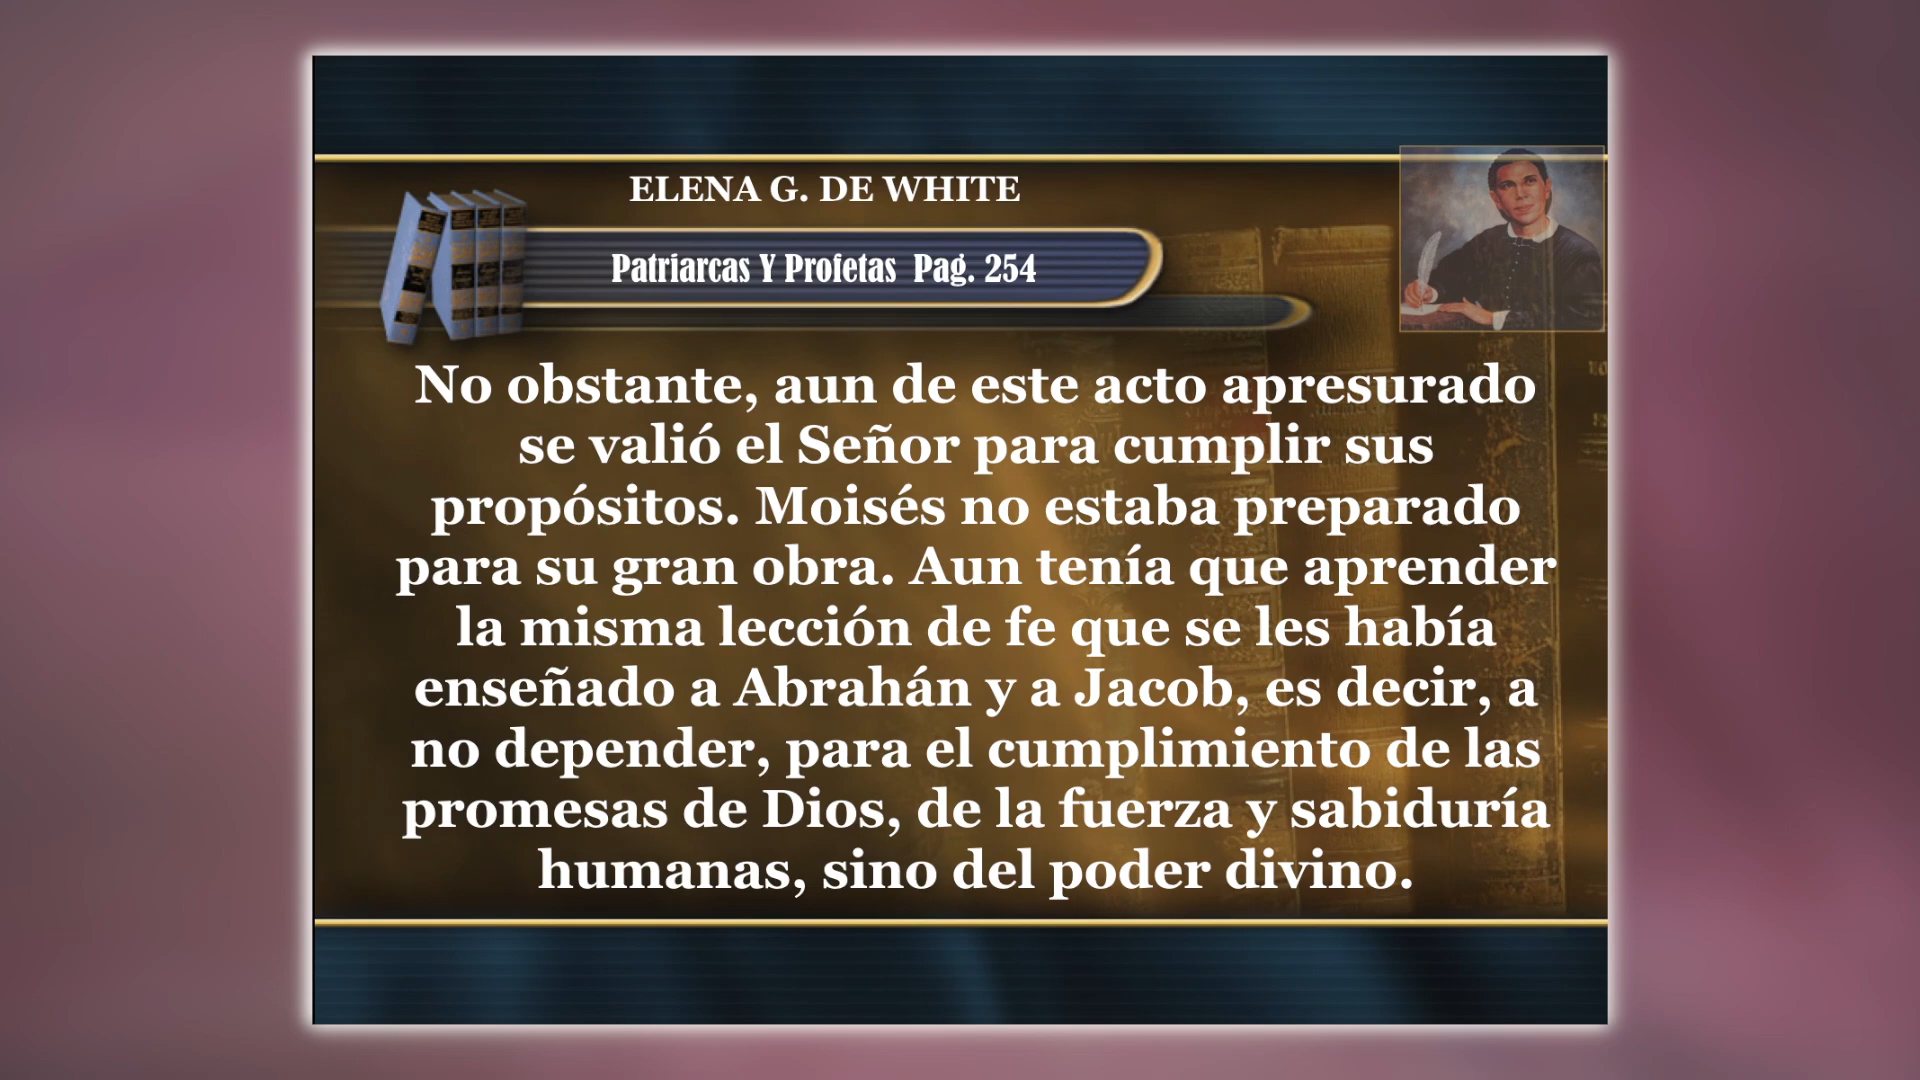 ELENA G. DE WHITE
Patriarcas Y Profetas Pag. 254
No obstante, aun de este acto apresurado
se valió el Señor para cumplir sus
propósitos. Moisés no estaba preparado
para su gran obra. Aun tenía que aprender
la misma lección de fe que se les había
enseñado a Abrahán y a Jacob, es decir, a
no depender, para el cumplimiento de las
promesas de Dios, de la fuerza y sabiduría
humanas, sino del poder divino.